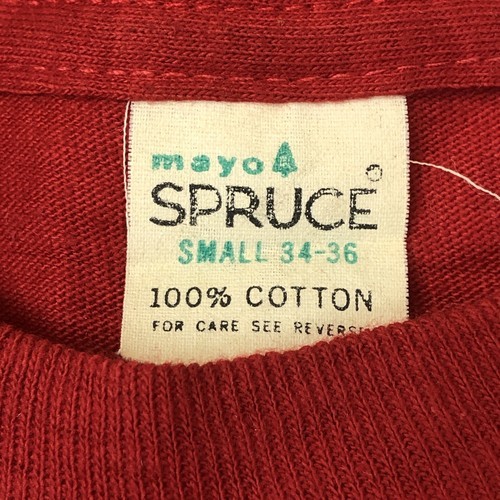 mayo
SPRUCE®
SMALL 34-36
100% COTTON
FOR CARE SEE REVERSE